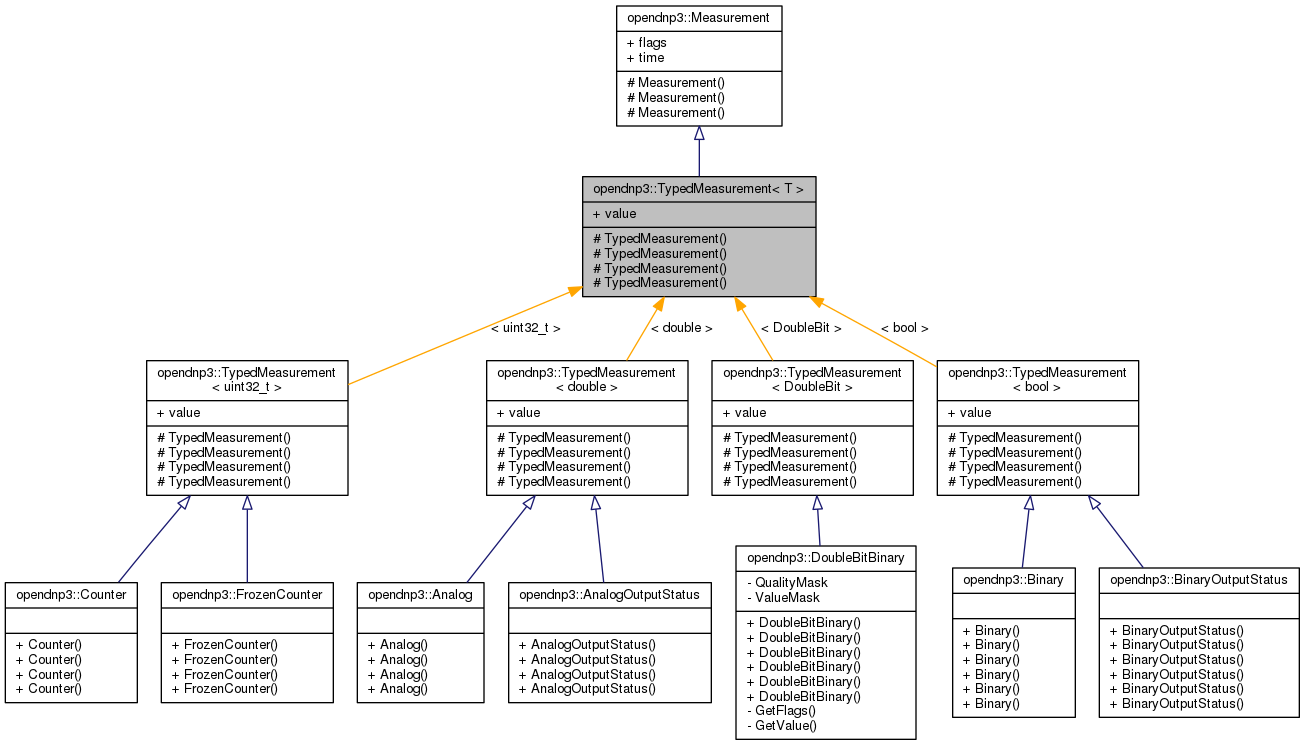 opendnp3::Measurement
+ flags
+ time
# Measurement()
# Measurement()
# Measurement()
opendnp3::TypedMeasurement< T >
+ value
# TypedMeasurement()
# TypedMeasurement()
# TypedMeasurement()
# TypedMeasurement()
< uint32_t >
< double >
< DoubleBit >
< bool >
opendnp3::TypedMeasurement
< uint32_t >
+ value
# TypedMeasurement()
# TypedMeasurement()
# TypedMeasurement()
# TypedMeasurement()
opendnp3::TypedMeasurement
< double >
+ value
# TypedMeasurement()
# TypedMeasurement()
# TypedMeasurement()
# TypedMeasurement()
opendnp3::TypedMeasurement
< DoubleBit >
+ value
# TypedMeasurement()
# TypedMeasurement()
# TypedMeasurement()
# TypedMeasurement()
opendnp3::TypedMeasurement
< bool >
+ value
# TypedMeasurement()
# TypedMeasurement()
# TypedMeasurement()
# TypedMeasurement()
opendnp3::Counter
+ Counter()
+ Counter()
+ Counter()
+ Counter()
opendnp3::FrozenCounter
+ FrozenCounter()
+ FrozenCounter()
+ FrozenCounter()
+ FrozenCounter()
opendnp3::Analog
+ Analog()
+ Analog()
+ Analog()
+ Analog()
opendnp3::AnalogOutputStatus
+ AnalogOutputStatus()
+ AnalogOutputStatus()
+ AnalogOutputStatus()
+ AnalogOutputStatus()
opendnp3::DoubleBitBinary
- QualityMask
- ValueMask
+ DoubleBitBinary()
+ DoubleBitBinary()
+ DoubleBitBinary()
+ DoubleBitBinary()
+ DoubleBitBinary()
+ DoubleBitBinary()
- GetFlags()
- GetValue()
opendnp3::Binary
+ Binary()
+ Binary()
+ Binary()
+ Binary()
+ Binary()
+ Binary()
opendnp3::BinaryOutputStatus
+ BinaryOutputStatus()
+ BinaryOutputStatus()
+ BinaryOutputStatus()
+ BinaryOutputStatus()
+ BinaryOutputStatus()
+ BinaryOutputStatus()